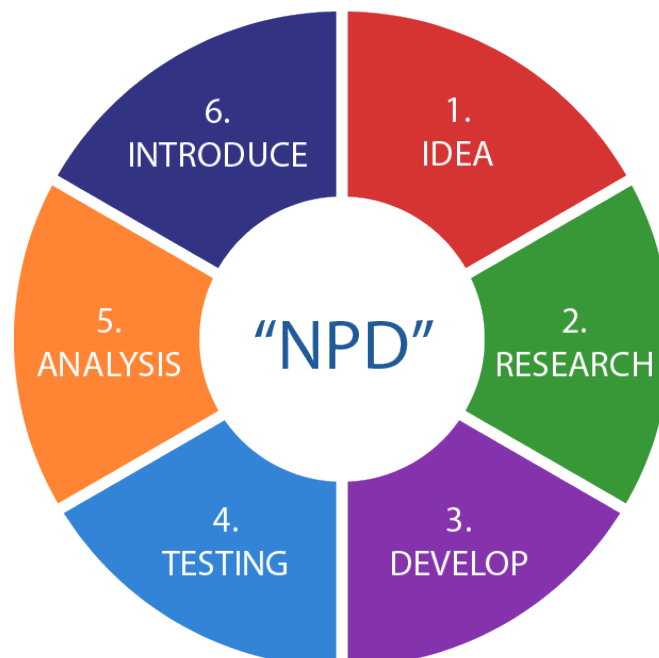 1.
IDEA
2.
RESEARCH
3.
DEVELOP
4.
TESTING
5.
ANALYSIS
6.
INTRODUCE
“NPD”